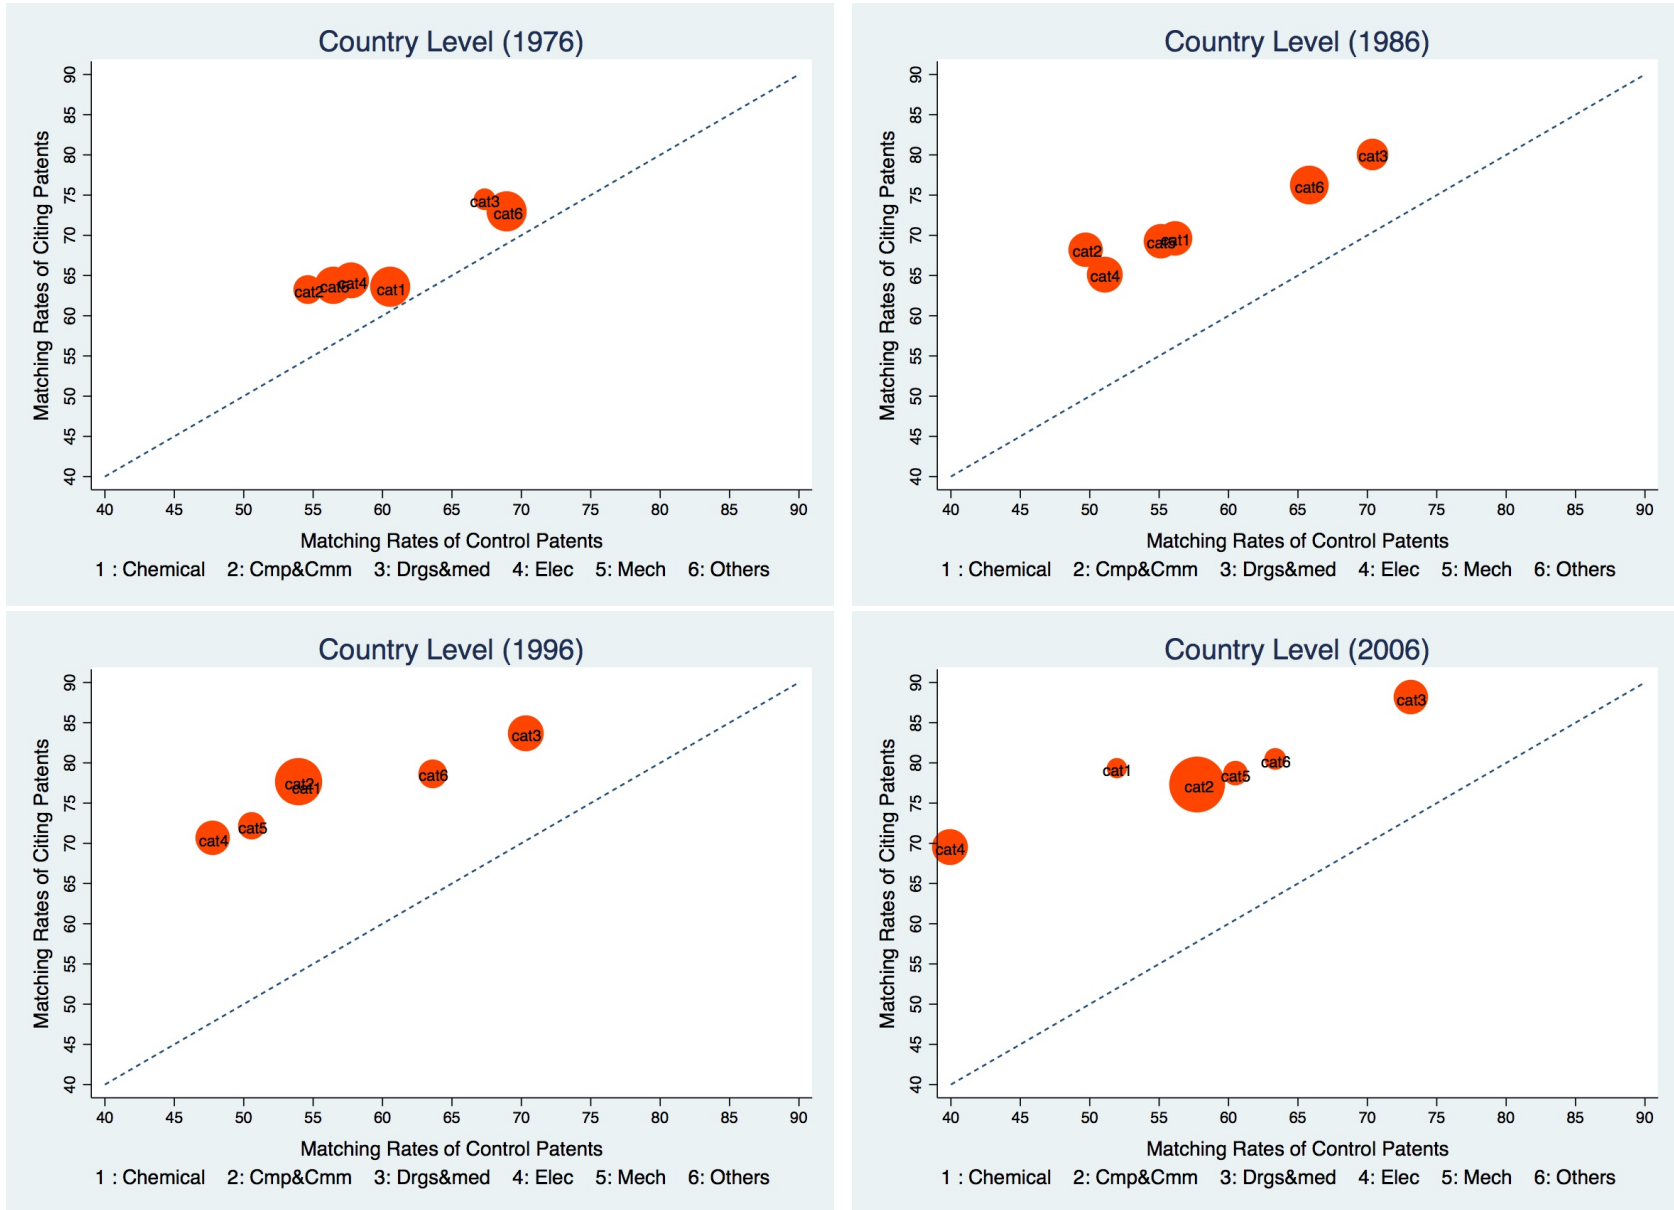 Country Level (1976)
Matching Rates of Citing Patents
90
85
80
75
70
65
60
55
50
45
40
cat3
cat6
cat2
cat5
cat4
cat1
40 45 50 55 60 65 70 75 80 85 90
Matching Rates of Control Patents
1 : Chemical 2: Cmp&Cmm 3: Drgs&med 4: Elec 5: Mech 6: Others
Country Level (1986)
Matching Rates of Citing Patents
90
85
80
75
70
65
60
55
50
45
40
cat3
cat6
cat5
cat1
cat2
cat4
40 45 50 55 60 65 70 75 80 85 90
Matching Rates of Control Patents
1 : Chemical 2: Cmp&Cmm 3: Drgs&med 4: Elec 5: Mech 6: Others
Country Level (1996)
Matching Rates of Citing Patents
90
85
80
75
70
65
60
55
50
45
40
cat3
cat6
cat2
cat1
cat5
cat4
40 45 50 55 60 65 70 75 80 85 90
Matching Rates of Control Patents
1 : Chemical 2: Cmp&Cmm 3: Drgs&med 4: Elec 5: Mech 6: Others
Country Level (2006)
Matching Rates of Citing Patents
90
85
80
75
70
65
60
55
50
45
40
cat3
cat6
cat1
cat5
cat2
cat4
40 45 50 55 60 65 70 75 80 85 90
Matching Rates of Control Patents
1 : Chemical 2: Cmp&Cmm 3: Drgs&med 4: Elec 5: Mech 6: Others